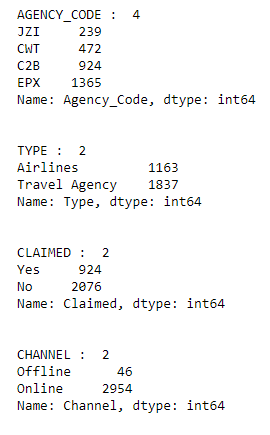 AGENCY_CODE :  4
JZI     239
CWT     472
C2B     924
EPX    1365
Name: Agency_Code, dtype: int64
TYPE :  2
Airlines         1163
Travel Agency    1837
Name: Type, dtype: int64
CLAIMED :  2
Yes     924
No     2076
Name: Claimed, dtype: int64
CHANNEL :  2
Offline      46
Online     2954
Name: Channel, dtype: int64